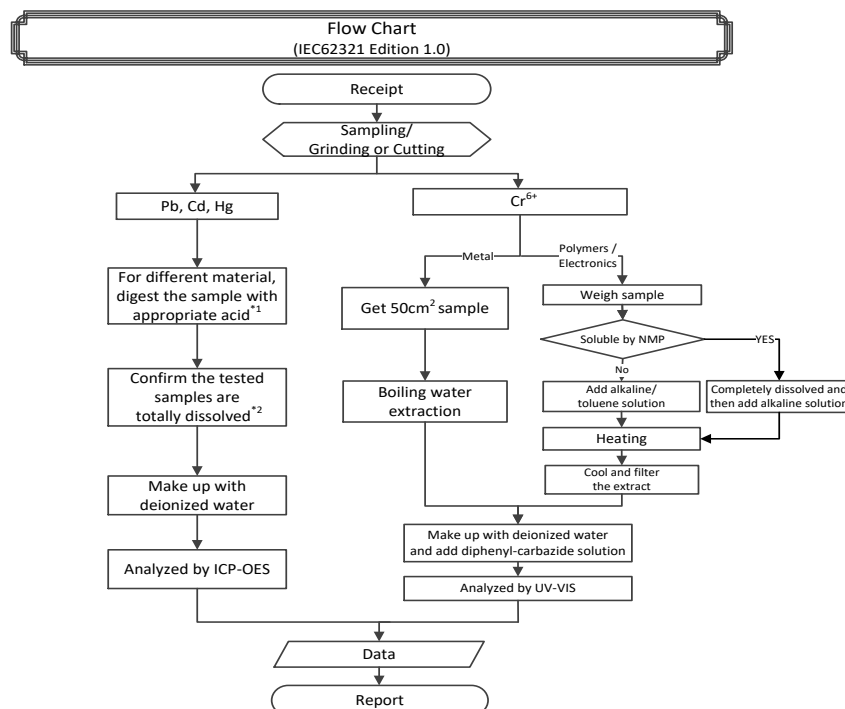 Flow Chart
(IEC62321 Edition 1.0)
Receipt
Sampling/
Grinding or Cutting
Pb, Cd, Hg
Cr6+
Metal
Polymers /
Electronics
For different material,
digest the sample with
appropriate acid*1
Get 50cm2 sample
Weigh sample
Soluble by NMP
YES
No
Confirm the tested
samples are
totally dissolved*2
Boiling water
extraction
Add alkaline/
toluene solution
Completely dissolved and
then add alkaline solution
Heating
Cool and filter
the extract
Make up with
deionized water
Make up with deionized water
and add diphenyl-carbazide solution
Analyzed by ICP-OES
Analyzed by UV-VIS
Data
Report